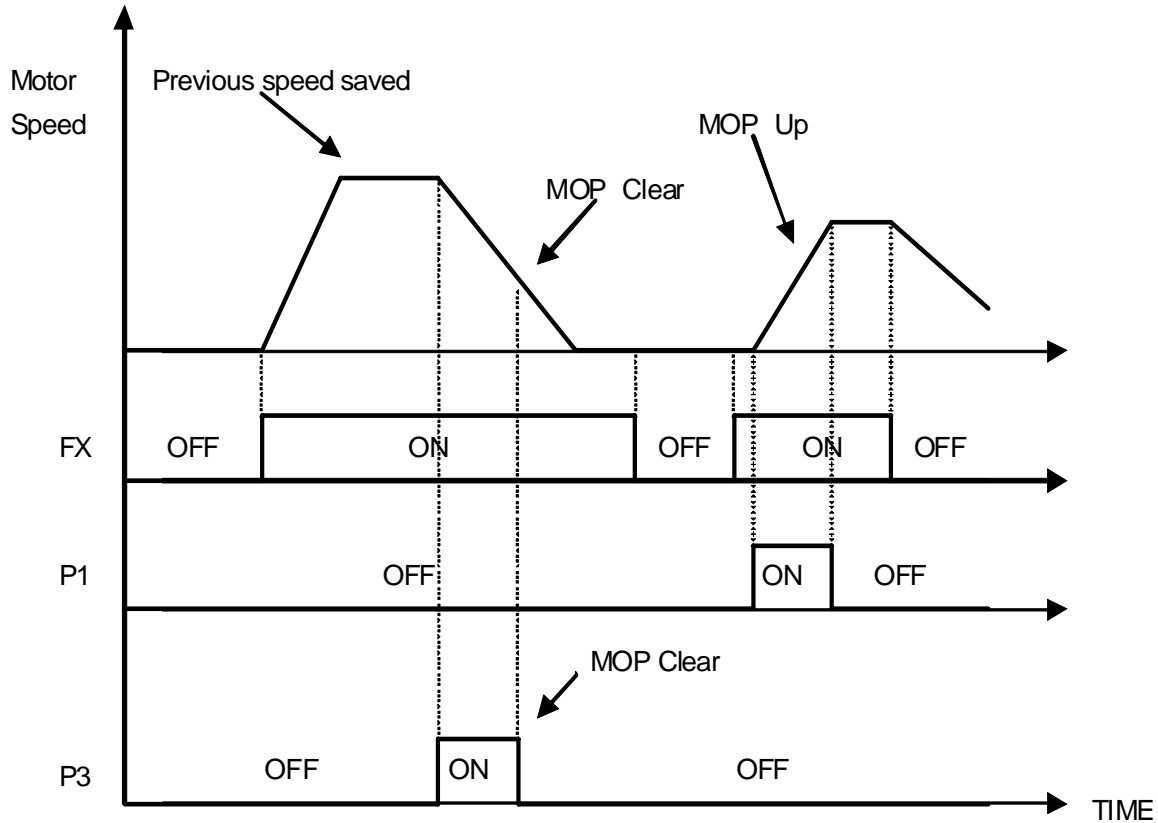 Motor
Speed
Previous speed saved
MOP Up
MOP Clear
FX
OFF
ON
OFF
ON
OFF
P1
OFF
ON
OFF
MOP Clear
P3
OFF
ON
OFF
TIME